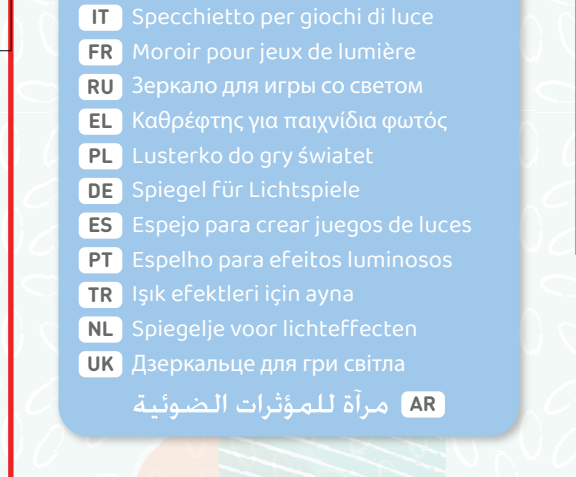 IT Specchietto per giochi di luce
FR Moroir pour jeux de lumière
RU Зеркало для игры со светом
EL Καθρέφτης για παιχνίδια φωτός
PL Lusterko do gry świateł
DE Spiegel für Lichtspiele
ES Espejo para crear juegos de luces
PT Espelho para efeitos luminosos
TR Işık efektleri için ayna
NL Spiegelje voor lichteffecten
UK Дзеркальце для гри світла
AR مرآة للمؤثرات الضوئية